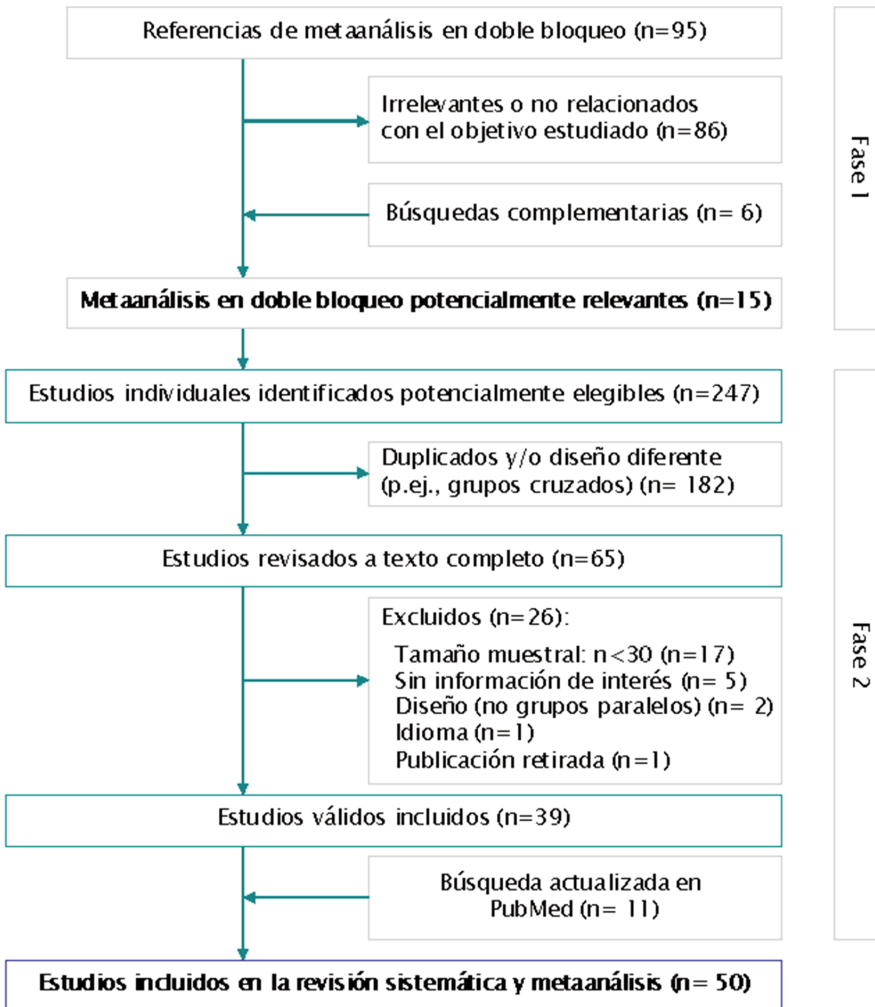 Referencias de metaanálisis en doble bloqueo (n=95)
Irrelevantes o no relacionados
con el objetivo estudiado (n=86)
Búsquedas complementarias (n= 6)
Metaanálisis en doble bloqueo potencialmente relevantes (n=15)
Fase 1
Estudios individuales identificados potencialmente elegibles (n=247)
Duplicados y/o diseño diferente
(p.ej., grupos cruzados) (n= 182)
Estudios revisados a texto completo (n=65)
Excluidos (n=26):
Tamaño muestral: n<30 (n=17)
Sin información de interés (n= 5)
Diseño (no grupos paralelos) (n= 2)
Idioma (n=1)
Publicación retirada (n=1)
Estudios válidos incluidos (n=39)
Búsqueda actualizada en
PubMed (n= 11)
Estudios incluidos en la revisión sistemática y metaanálisis (n= 50)
Fase 2